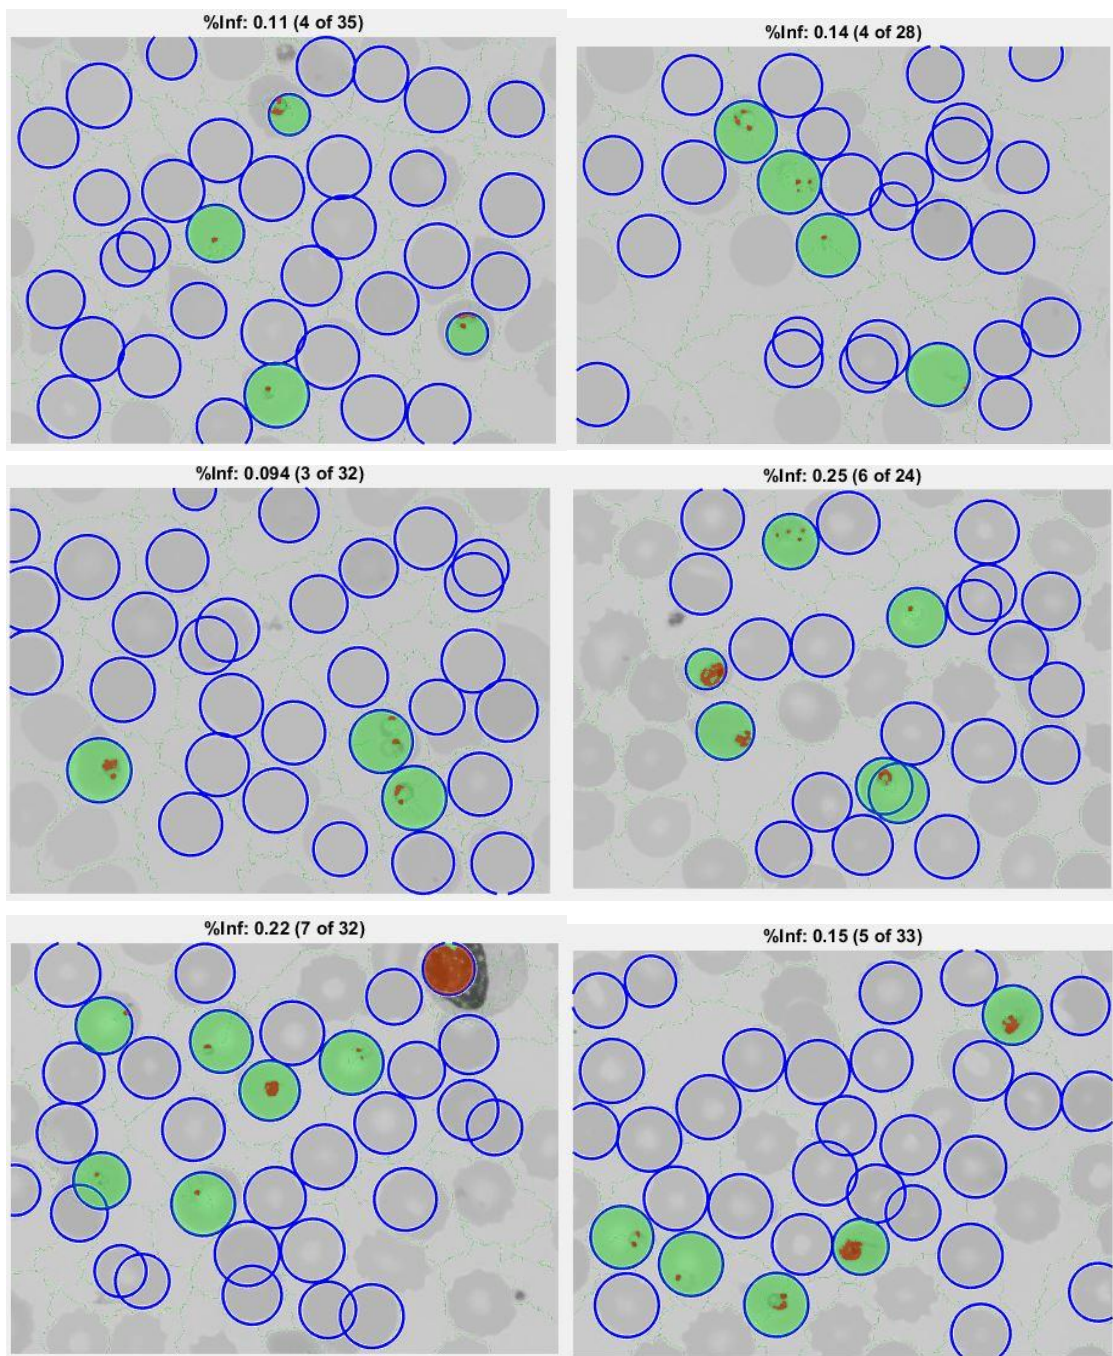 %Inf: 0.11 (4 of 35)
%Inf: 0.14 (4 of 28)
%Inf: 0.094 (3 of 32)
%Inf: 0.25 (6 of 24)
%Inf: 0.22 (7 of 32)
%Inf: 0.15 (5 of 33)